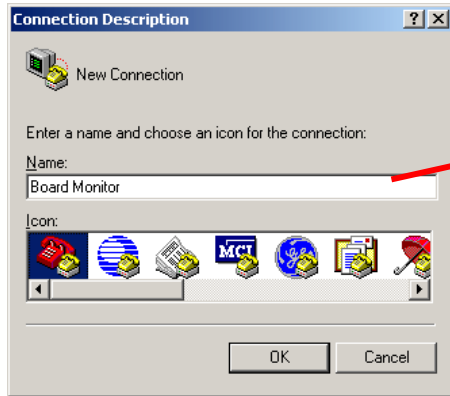 Connection Description
New Connection
Enter a name and choose an icon for the connection:
Name:
Board Monitor
Icon:
MCI
OK Cancel